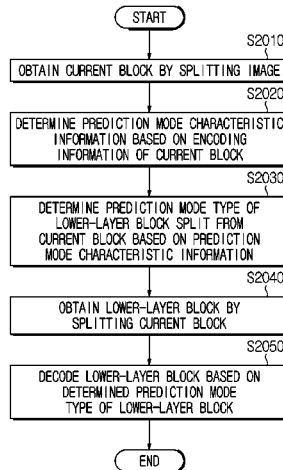 START
S2010
OBTAIN CURRENT BLOCK BY SPLITTING IMAGE
S2020
DETERMINE PREDICTION MODE CHARACTERISTIC
INFORMATION BASED ON ENCODING
INFORMATION OF CURRENT BLOCK
S2030
DETERMINE PREDICTION MODE TYPE OF
LOWER-LAYER BLOCK SPLIT FROM
CURRENT BLOCK BASED ON PREDICTION
MODE CHARACTERISTIC INFORMATION
S2040
OBTAIN LOWER-LAYER BLOCK BY
SPLITTING CURRENT BLOCK
S2050
DECODE LOWER-LAYER BLOCK BASED ON
DETERMINED PREDICTION MODE
TYPE OF LOWER-LAYER BLOCK
END